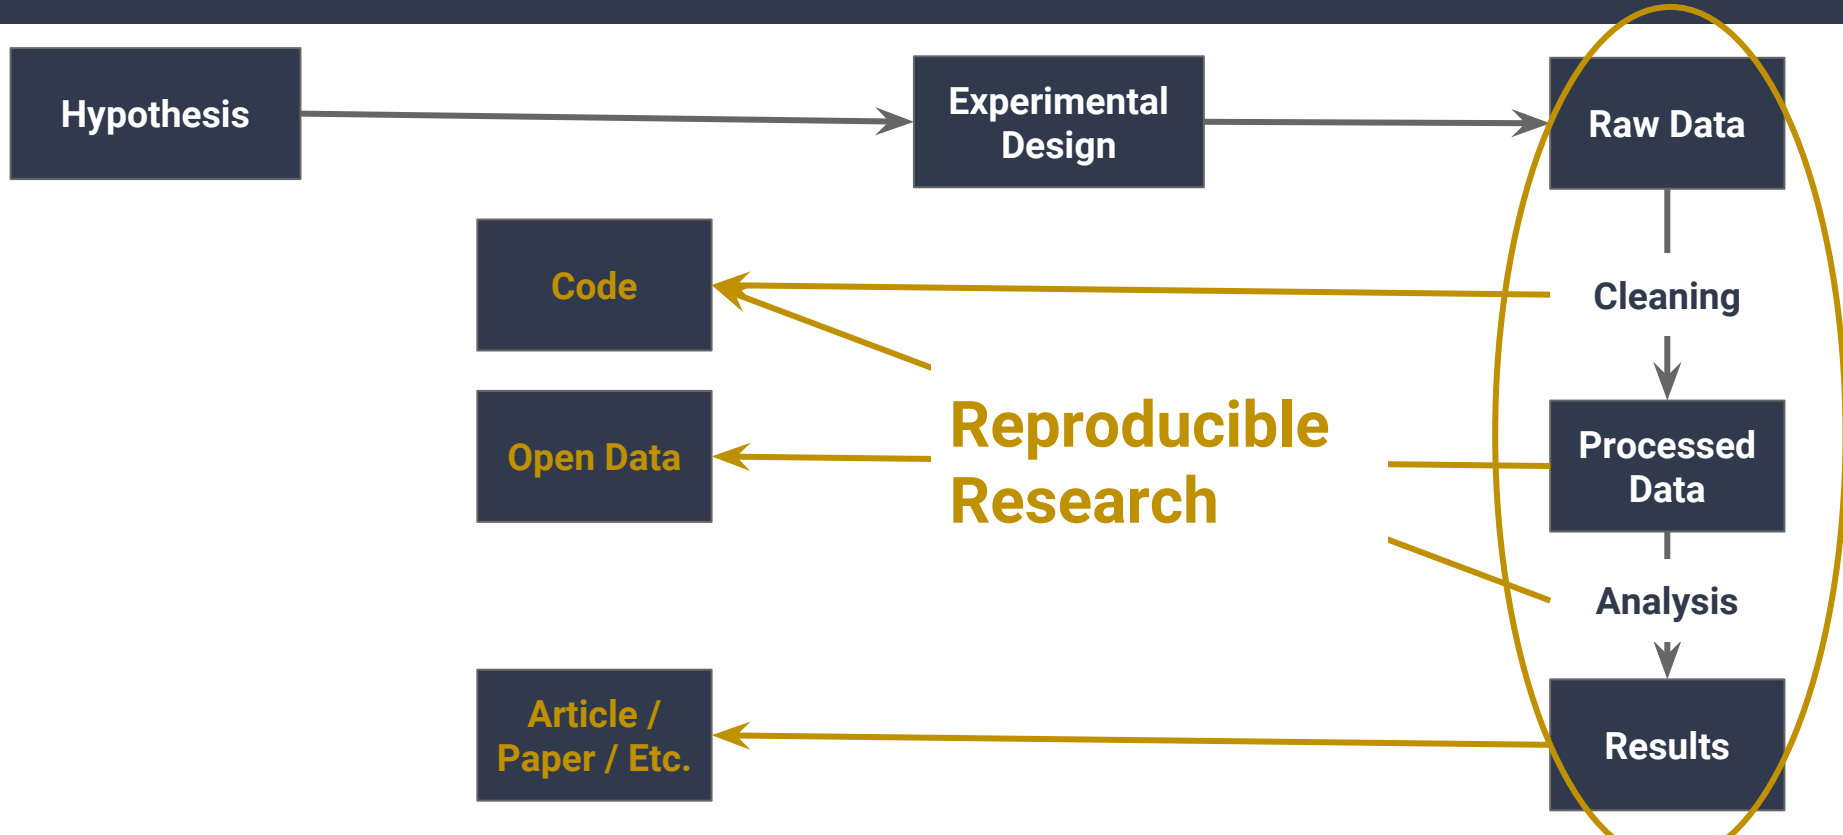 Hypothesis
Experimental
Design
Raw Data
Code
Cleaning
Reproducible
Research
Open Data
Processed
Data
Analysis
Article /
Paper / Etc.
Results